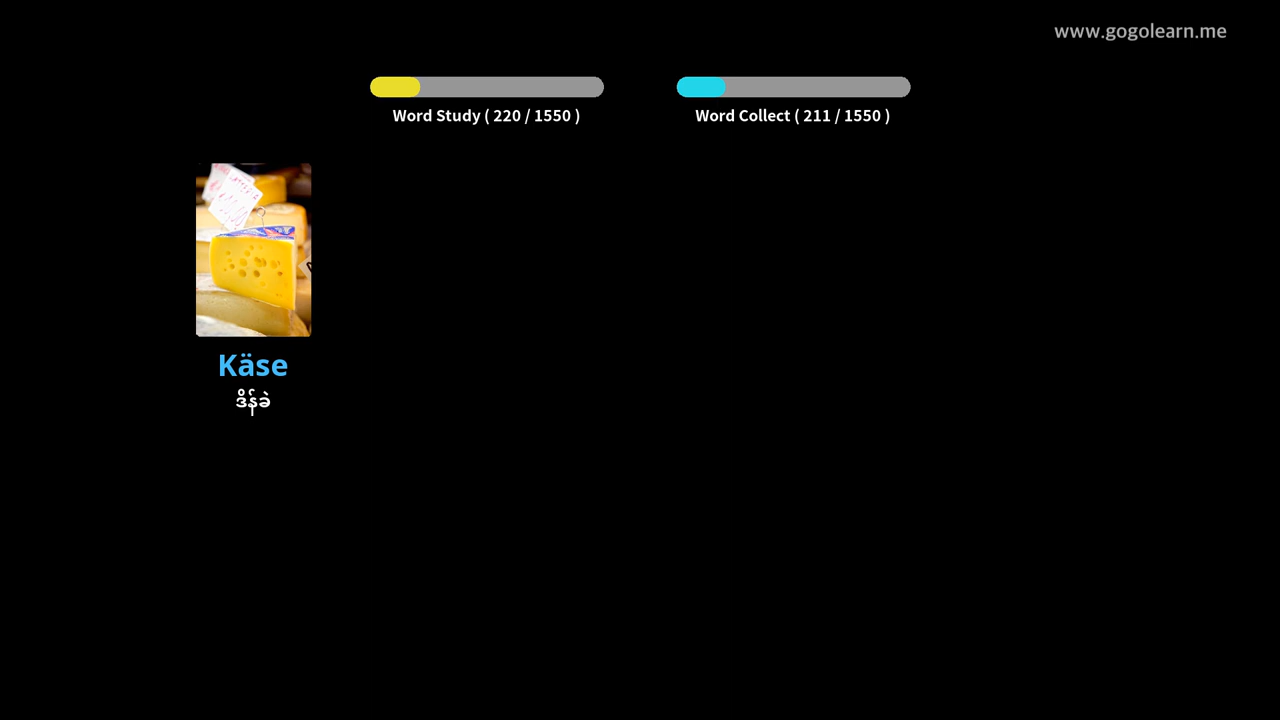 www.gogolearn.me
Word Study ( 220 / 1550 )
Word Collect ( 211 / 1550 )
Käse
ဒိန်ခဲ